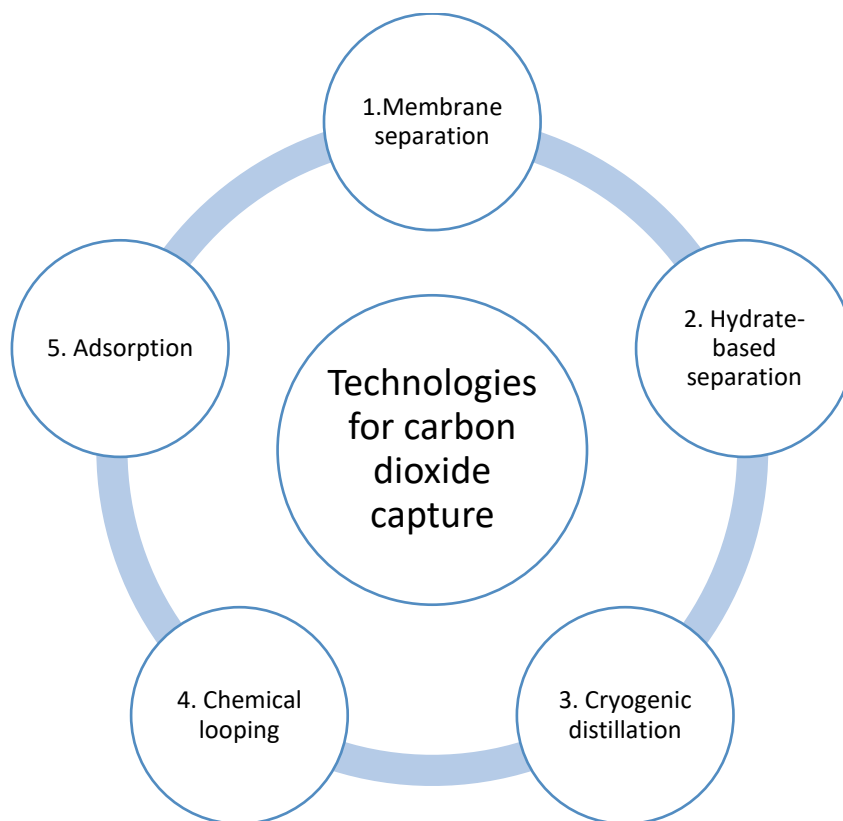 1.Membrane
separation
2. Hydrate-
based
separation
3. Cryogenic
distillation
4. Chemical
looping
5. Adsorption
Technologies
for carbon
dioxide
capture